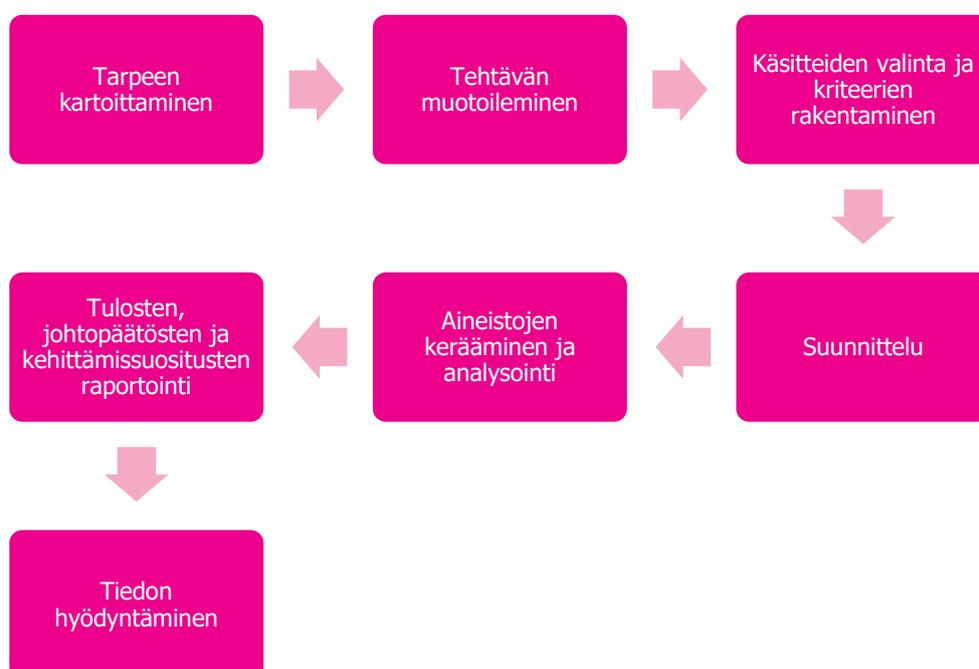 Tarpeen
kartoittaminen
Tehtävän
muotoileminen
Käsitteiden valinta ja
kriteerien
rakentaminen
Suunnittelu
Aineistojen
kerääminen ja
analysointi
Tulosten,
johtopäätösten ja
kehittämissuositusten
raportointi
Tiedon
hyödyntäminen